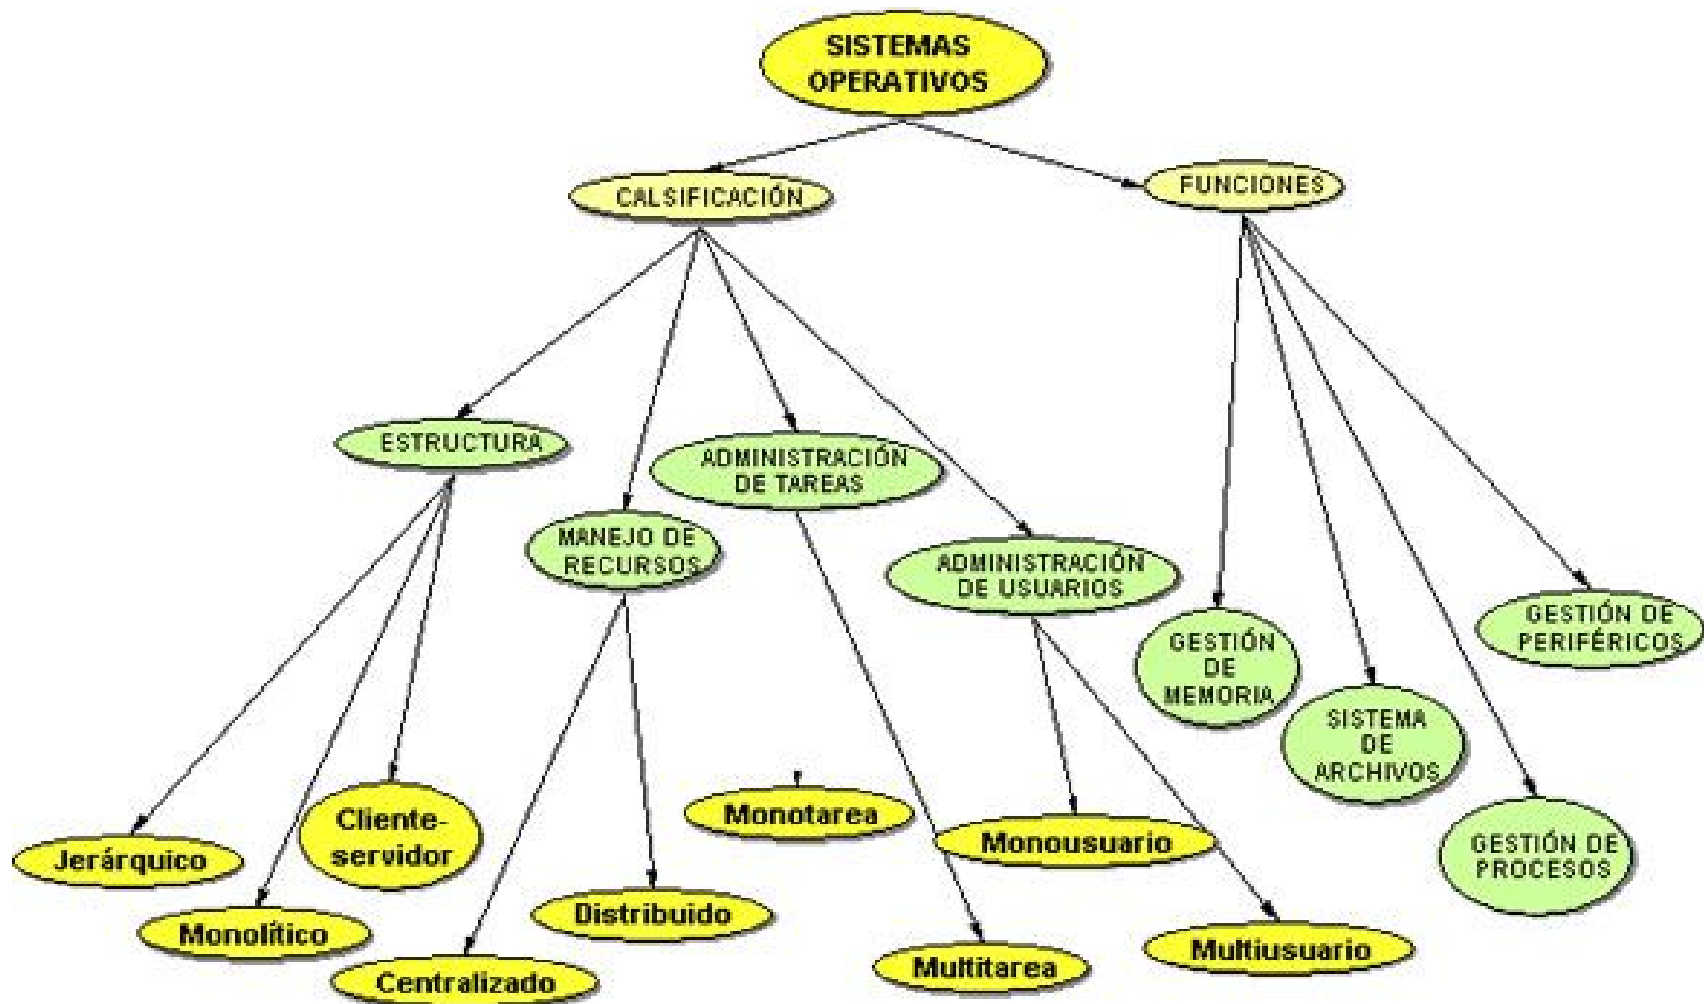 SISTEMAS
OPERATIVOS
CALSIFICACIÓN
FUNCIONES
ESTRUCTURA
ADMINISTRACIÓN
DE TAREAS
MANEJO DE
RECURSOS
ADMINISTRACIÓN
DE USUARIOS
GESTIÓN
DE
MEMORIA
GESTIÓN DE
PERIFÉRICOS
SISTEMA
DE
ARCHIVOS
GESTIÓN DE
PROCESOS
Jerárquico
Monolítico
Cliente-
servidor
Centralizado
Distribuido
Monotarea
Multitarea
Monousuario
Multiusuario